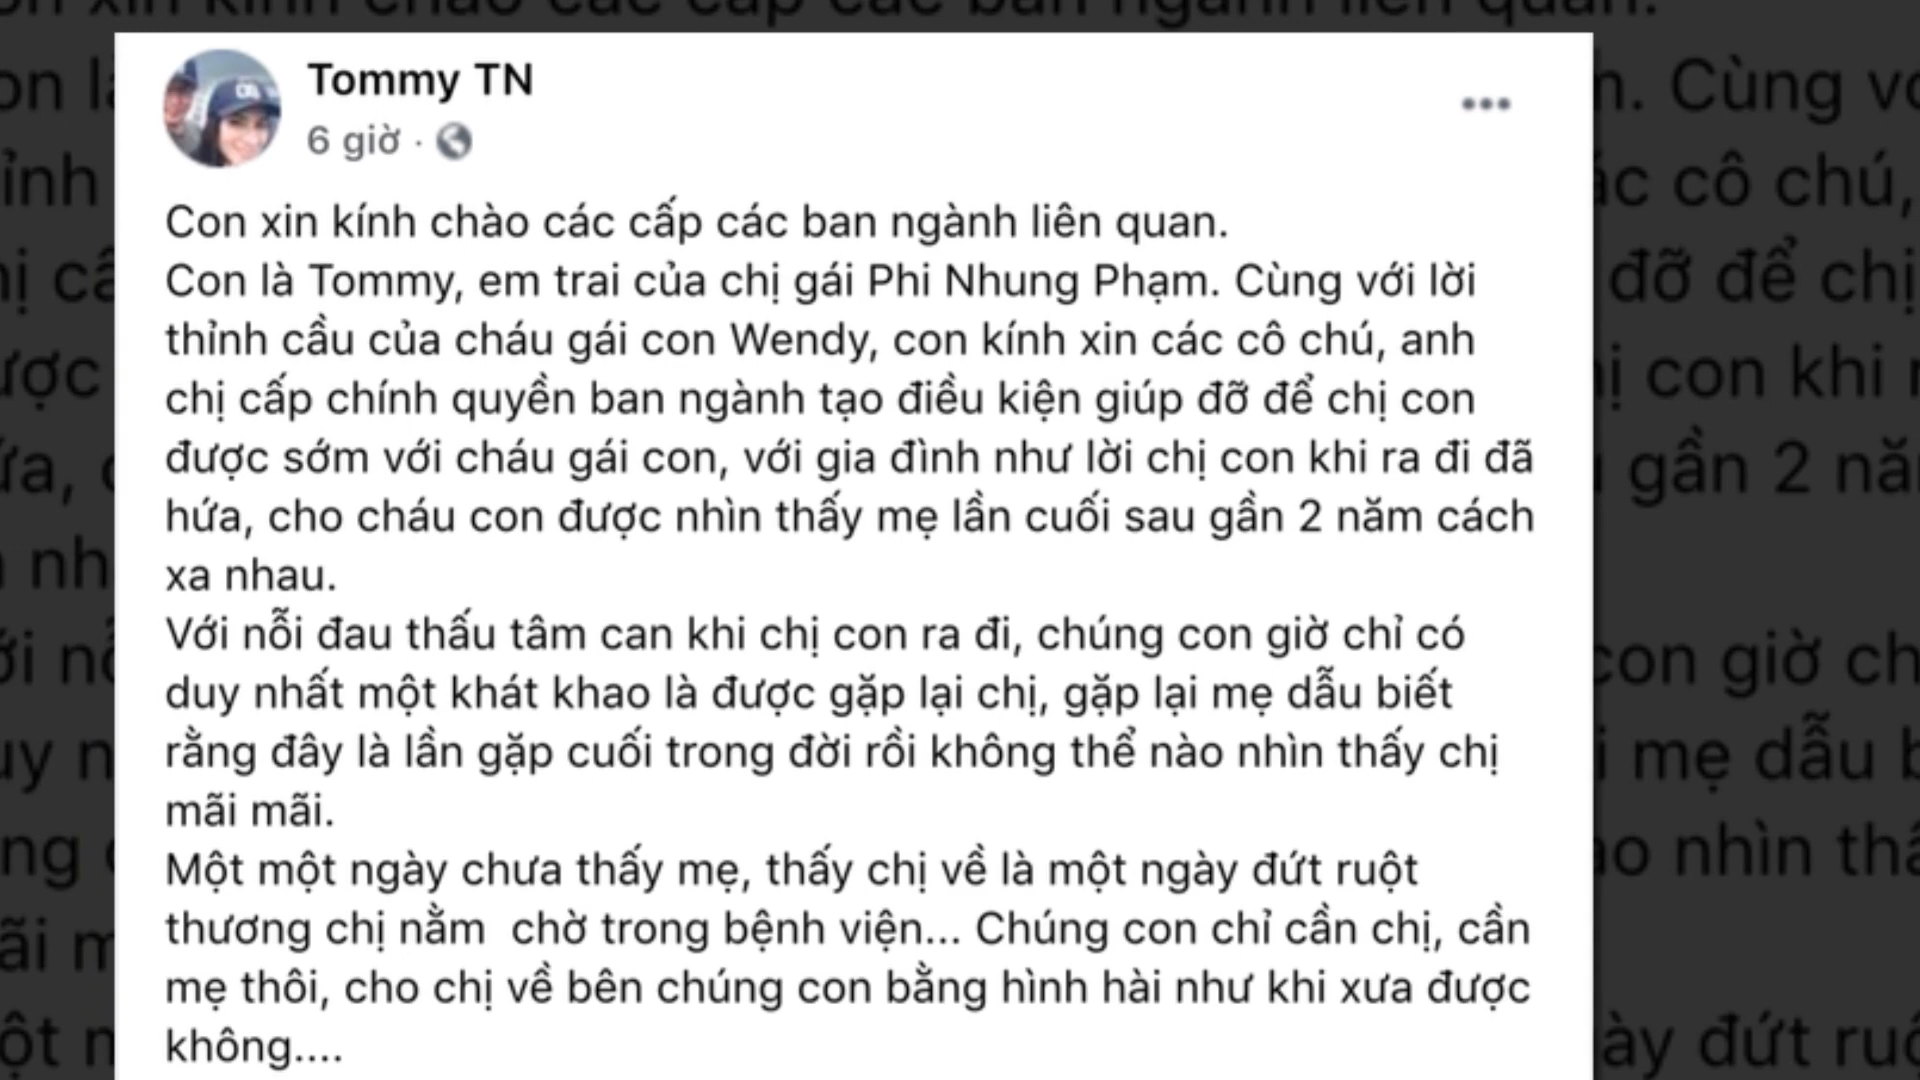 Tommy TN
6 giờ ·
Con xin kính chào các cấp các ban ngành liên quan.
Con là Tommy, em trai của chị gái Phi Nhung Phạm. Cùng với lời
thỉnh cầu của cháu gái con Wendy, con kính xin các cô chú, anh
chị cấp chính quyền ban ngành tạo điều kiện giúp đỡ để chị con
được sớm với cháu gái con, với gia đình như lời chị con khi ra đi đã
hứa, cho cháu con được nhìn thấy mẹ lần cuối sau gần 2 năm cách
xa nhau.
Với nỗi đau thấu tâm can khi chị con ra đi, chúng con giờ chỉ có
duy nhất một khát khao là được gặp lại chị, gặp lại mẹ dẫu biết
rằng đây là lần gặp cuối trong đời rồi không thể nào nhìn thấy chị
mãi mãi.
Một một ngày chưa thấy mẹ, thấy chị về là một ngày đứt ruột
thương chị nằm  chờ trong bệnh viện... Chúng con chỉ cần chị, cần
mẹ thôi, cho chị về bên chúng con bằng hình hài như khi xưa được
không....